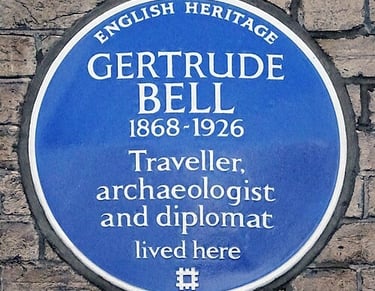 ENGLISH HERITAGE
GERTRUDE
BELL
1868-1926
Traveller,
archaeologist
and diplomat
lived here